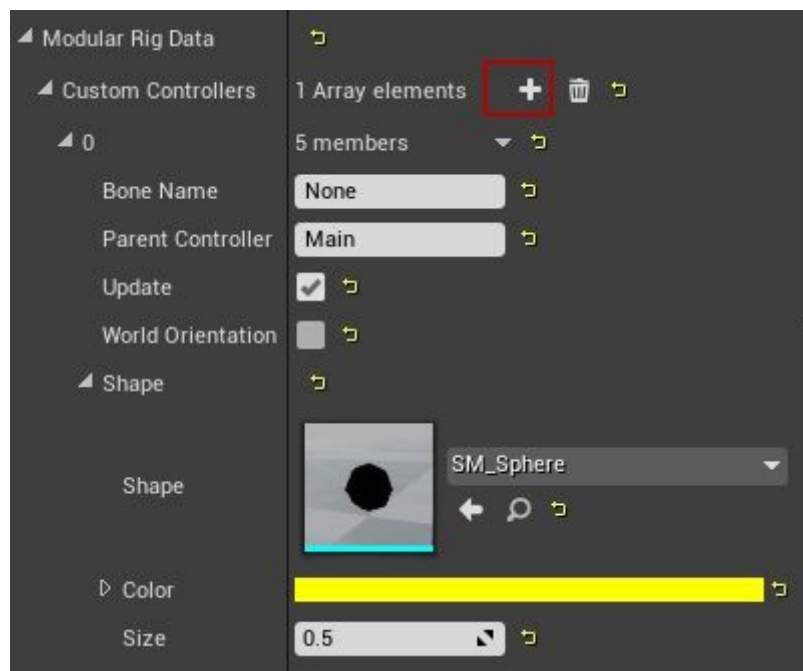 Modular Rig Data
Custom Controllers 1 Array elements
0 5 members
Bone Name None
Parent Controller Main
Update
World Orientation
Shape
Shape SM_Sphere
Color
Size 0.5